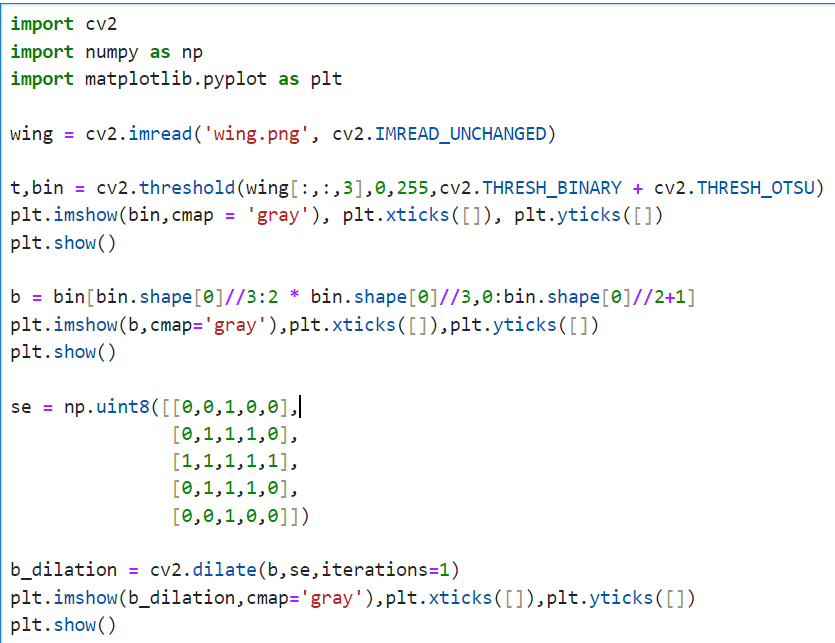 import cv2
import numpy as np
import matplotlib.pyplot as plt

wing = cv2.imread('wing.png', cv2.IMREAD_UNCHANGED)

t,bin = cv2.threshold(wing[:,:,3],0,255,cv2.THRESH_BINARY + cv2.THRESH_OTSU)
plt.imshow(bin,cmap = 'gray'), plt.xticks([]), plt.yticks([])
plt.show()

b = bin[bin.shape[0]//3:2 * bin.shape[0]//3,0:bin.shape[0]//2+1]
plt.imshow(b,cmap='gray'),plt.xticks([]),plt.yticks([])
plt.show()

se = np.uint8([[0,0,1,0,0],
               [0,1,1,1,0],
               [1,1,1,1,1],
               [0,1,1,1,0],
               [0,0,1,0,0]])

b_dilation = cv2.dilate(b,se,iterations=1)
plt.imshow(b_dilation,cmap='gray'),plt.xticks([]),plt.yticks([])
plt.show()